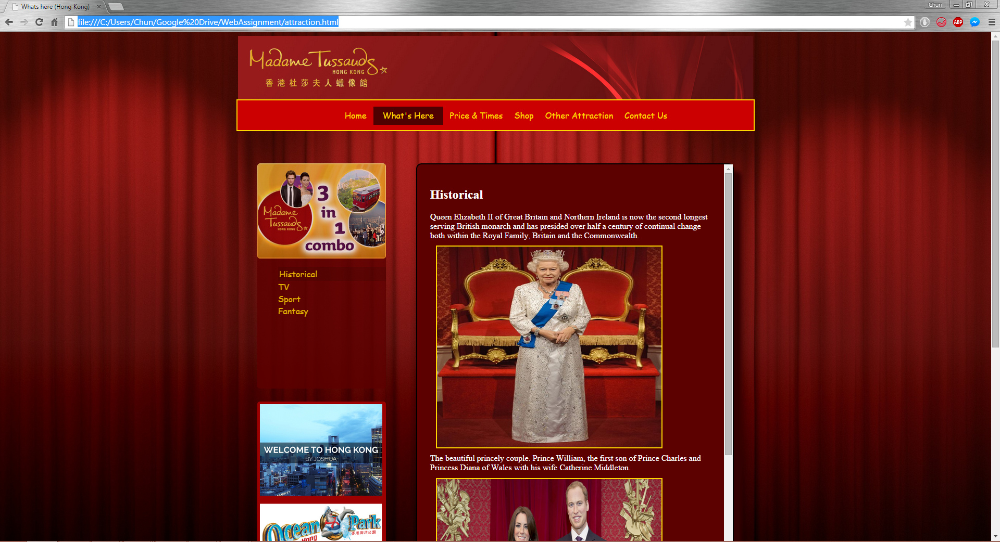 Whats here (Hong Kong)
Chun
file:///C:/Users/Chun/Google%20Drive/WebAssignment/attraction.html
ABP
Madame Tussauds
HONG KONG
香港杜莎夫人蠟像館
Home
What's Here
Price & Times
Shop
Other Attraction
Contact Us
3
in
1
combo
Madame
Tussauds
HONG KONG
Historical
TV
Sport
Fantasy
WELCOME TO HONG KONG
BY JOSHUA
Ocean Park
香港海洋公園
Hong
Historical
Queen Elizabeth II of Great Britain and Northern Ireland is now the second longest
serving British monarch and has presided over half a century of continual change
both within the Royal Family, Britain and the Commonwealth.
The beautiful princely couple. Prince William, the first son of Prince Charles and
Princess Diana of Wales with his wife Catherine Middleton.